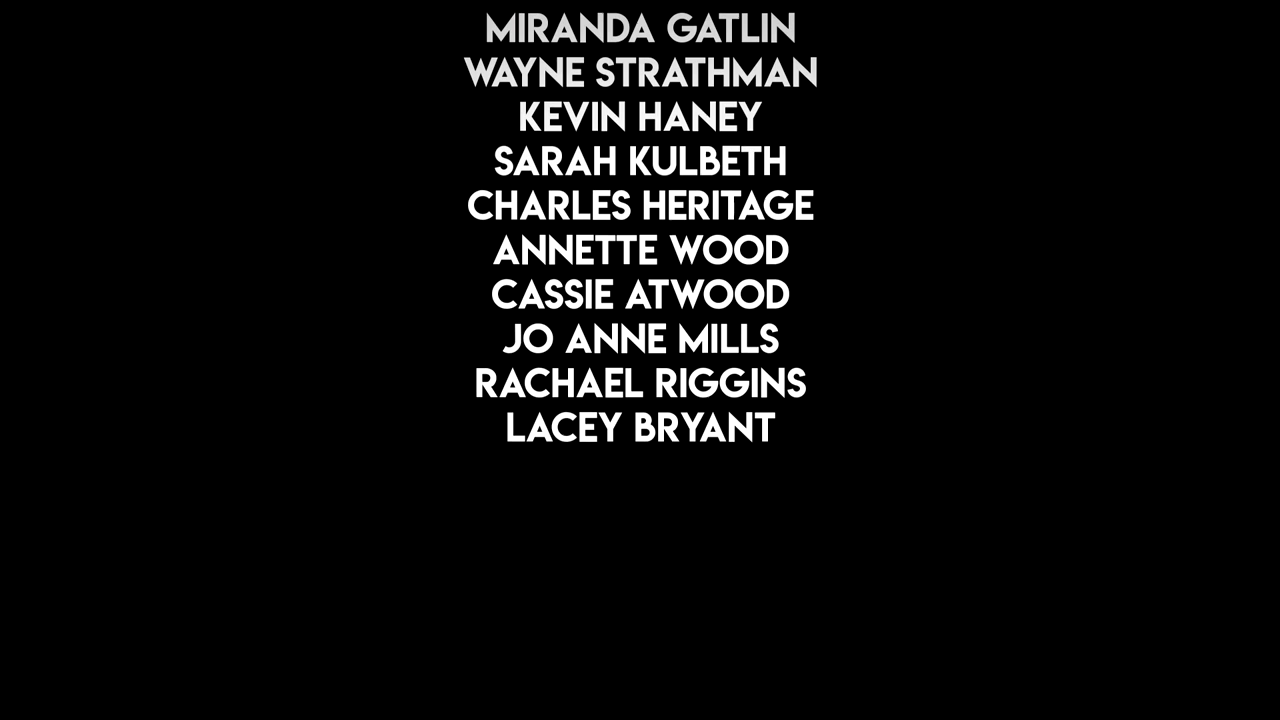 MIRANDA GATLIN
WAYNE STRATHMAN
KEVIN HANEY
SARAH KULBETH
CHARLES HERITAGE
ANNETTE WOOD
CASSIE ATWOOD
JO ANNE MILLS
RACHAEL RIGGINS
LACEY BRYANT